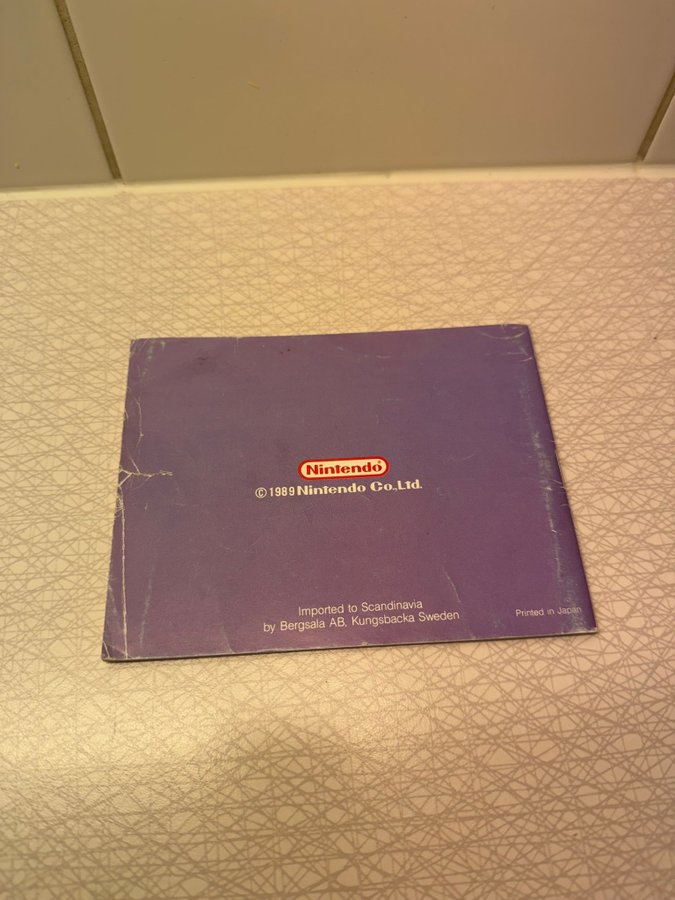 Nintendo®
© 1989 Nintendo Co.,Ltd.
Imported to Scandinavia
by Bergsala AB, Kungsbacka Sweden
Printed in Japan